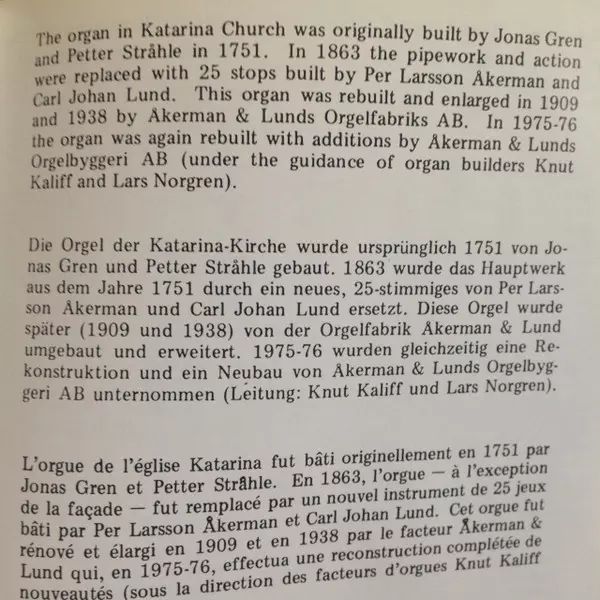 The organ in Katarina Church was originally built by Jonas Gren
and Petter Stråhle in 1751. In 1863 the pipework and action
were replaced with 25 stops built by Per Larsson Åkerman and
Carl Johan Lund. This organ was rebuilt and enlarged in 1909
and 1938 by Åkerman & Lunds Orgelfabriks AB. In 1975-76
the organ was again rebuilt with additions by Åkerman & Lunds
Orgelbyggeri AB (under the guidance of organ builders Knut
Kaliff and Lars Norgren).
Die Orgel der Katarina-Kirche wurde ursprünglich 1751 von Jo-
nas Gren und Petter Stråhle gebaut. 1863 wurde das Hauptwerk
aus dem Jahre 1751 durch ein neues, 25-stimmiges von Per Lars-
son Åkerman und Carl Johan Lund ersetzt. Diese Orgel wurde
später (1909 und 1938) von der Orgelfabrik Åkerman & Lund
umgebaut und erweitert. 1975-76 wurden gleichzeitig eine Re-
konstruktion und ein Neubau von Åkerman & Lunds Orgelbyg-
geri AB unternommen (Leitung: Knut Kaliff und Lars Norgren).
L'orgue de l'église Katarina fut bâti originellement en 1751 par
Jonas Gren et Petter Stråhle. En 1863, l'orgue — à l'exception
de la façade — fut remplacé par un nouvel instrument de 25 jeux
bâti par Per Larsson Åkerman et Carl Johan Lund. Cet orgue fut
rénové et élargi en 1909 et en 1938 par le facteur Åkerman &
Lund qui, en 1975-76, effectua une reconstruction complétée de
nouveautés (sous la direction des facteurs d'orgues Knut Kaliff